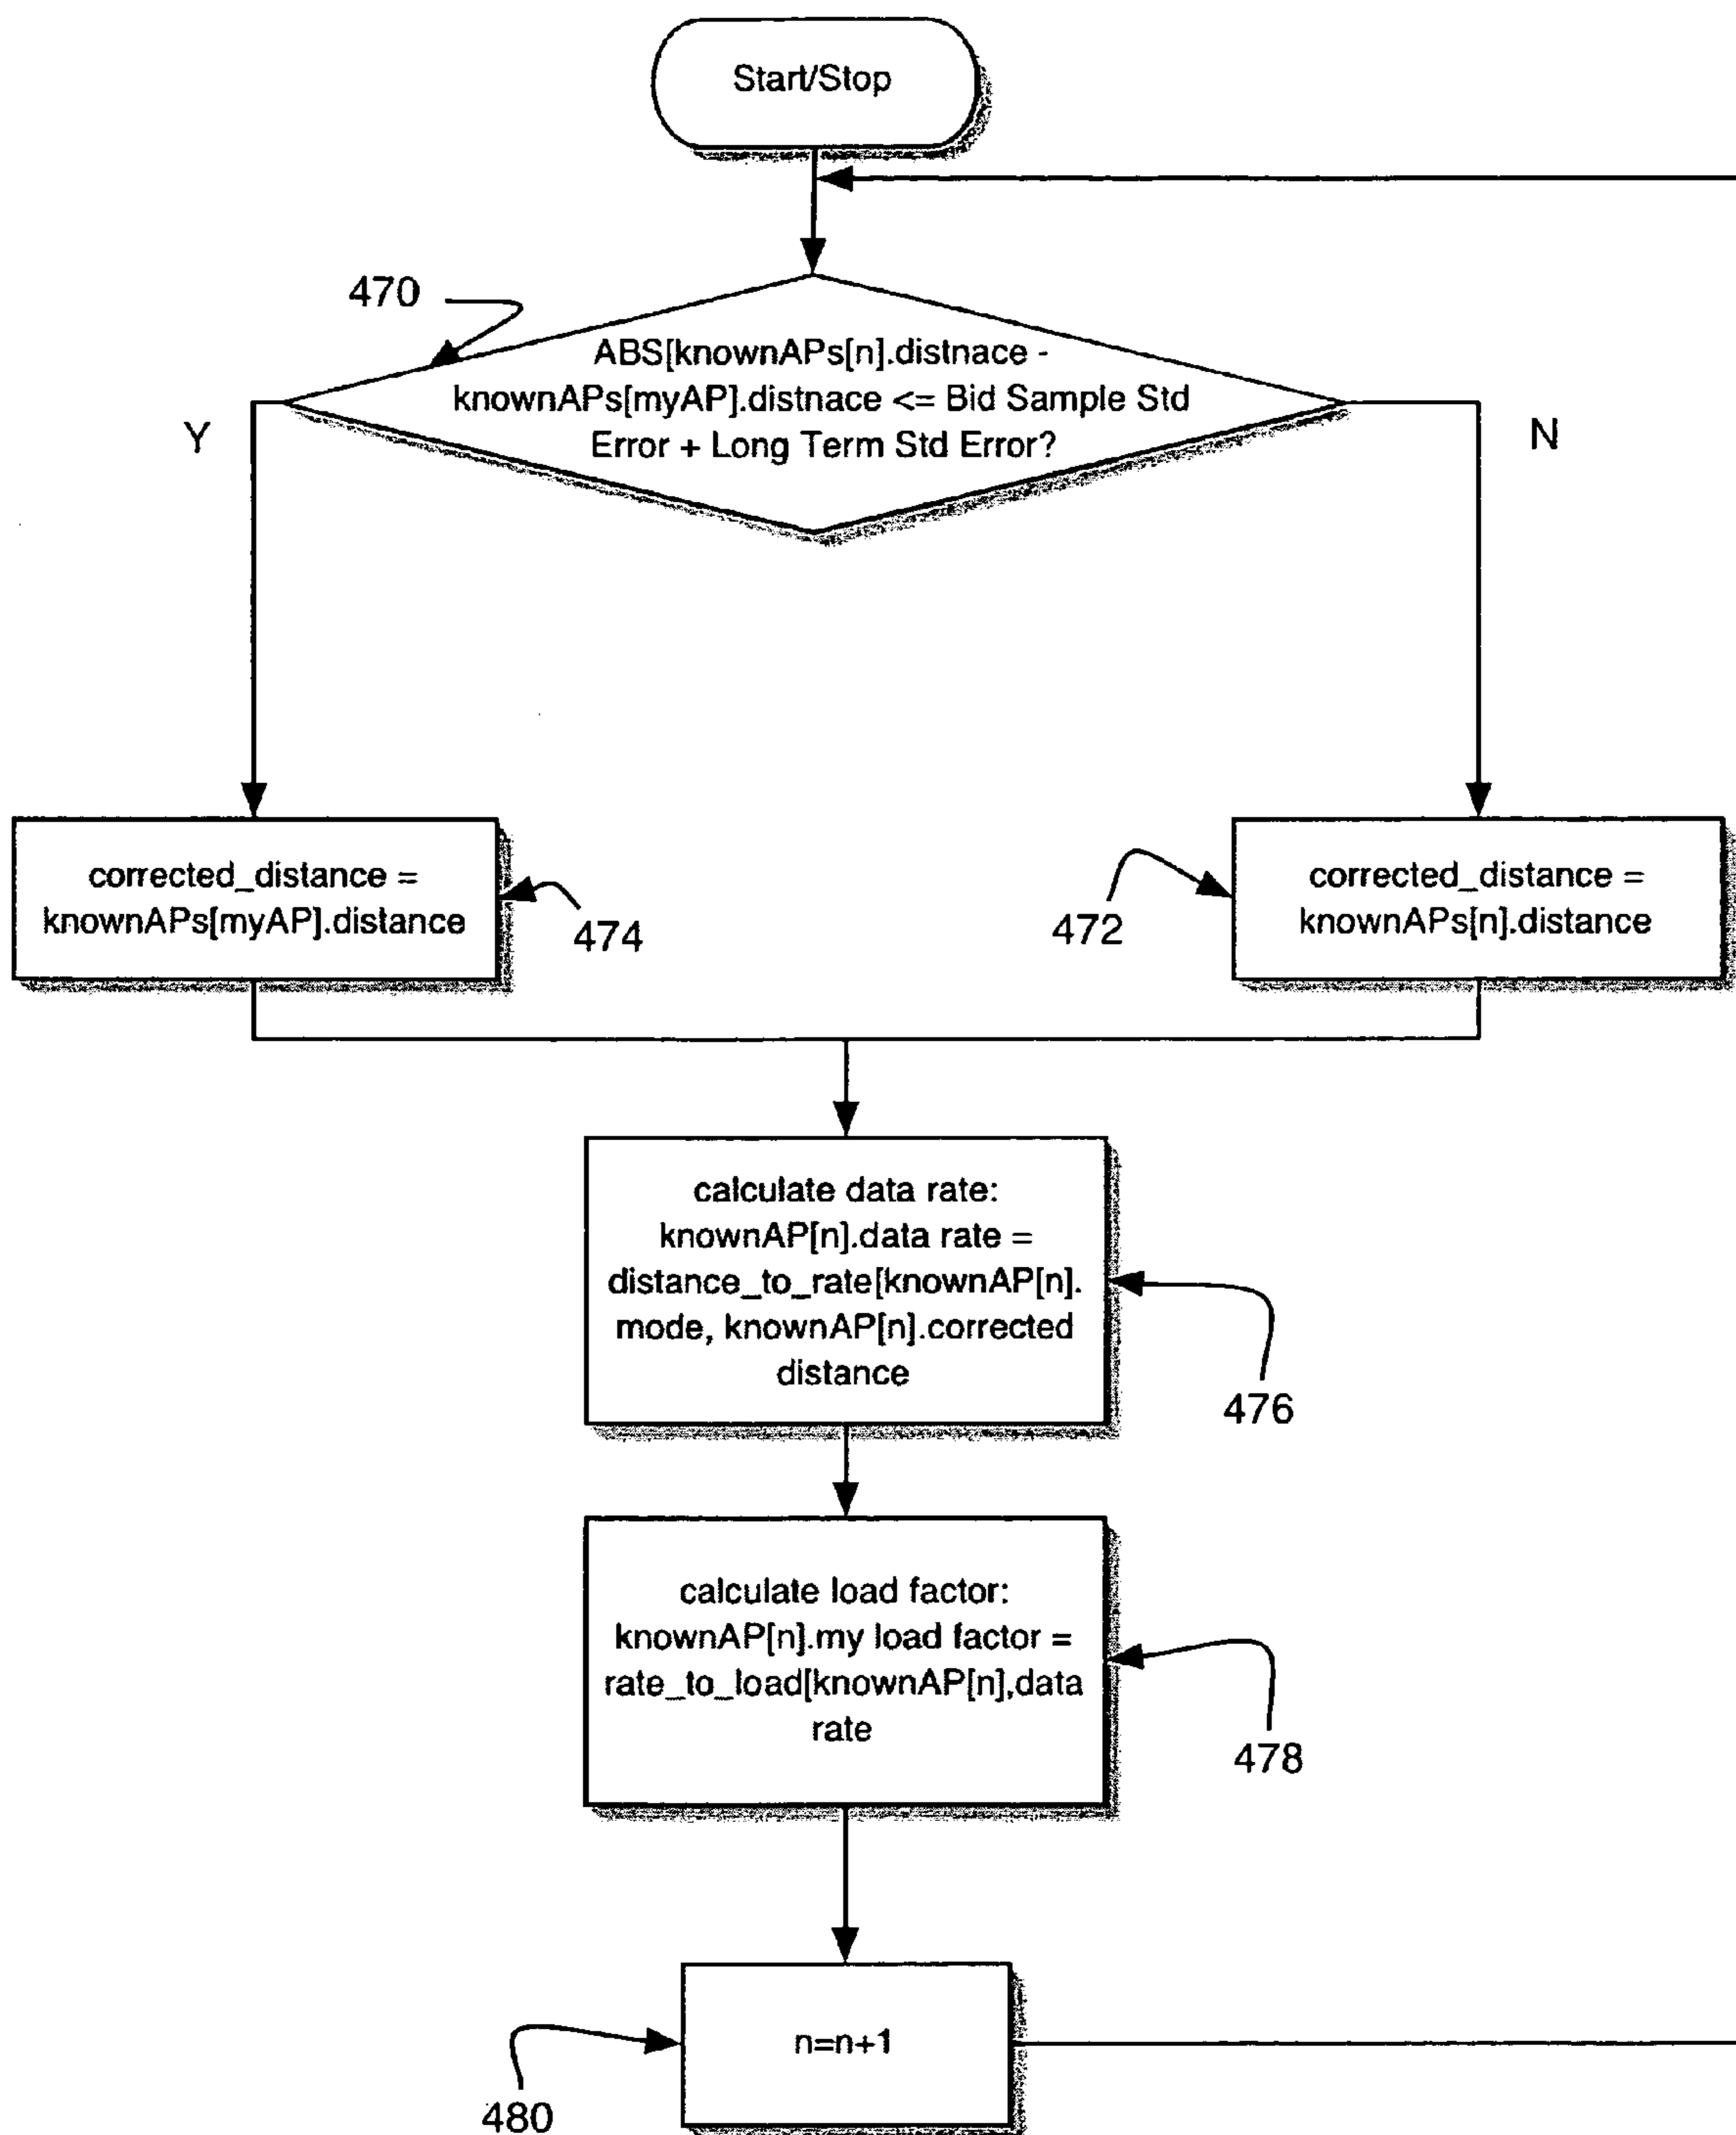 Start/Stop
470
ABS[knownAPs[n].distnace -
knownAPs[myAP].distnace <= Bid Sample Std
Error + Long Term Std Error?
Y
N
corrected_distance =
knownAPs[myAP].distance
474
472
corrected_distance =
knownAPs[n].distance
calculate data rate:
knownAP[n].data rate =
distance_to_rate[knownAP[n].
mode, knownAP[n].corrected
distance
476
calculate load factor:
knownAP[n].my load factor =
rate_to_load[knownAP[n],data
rate
478
n=n+1
480